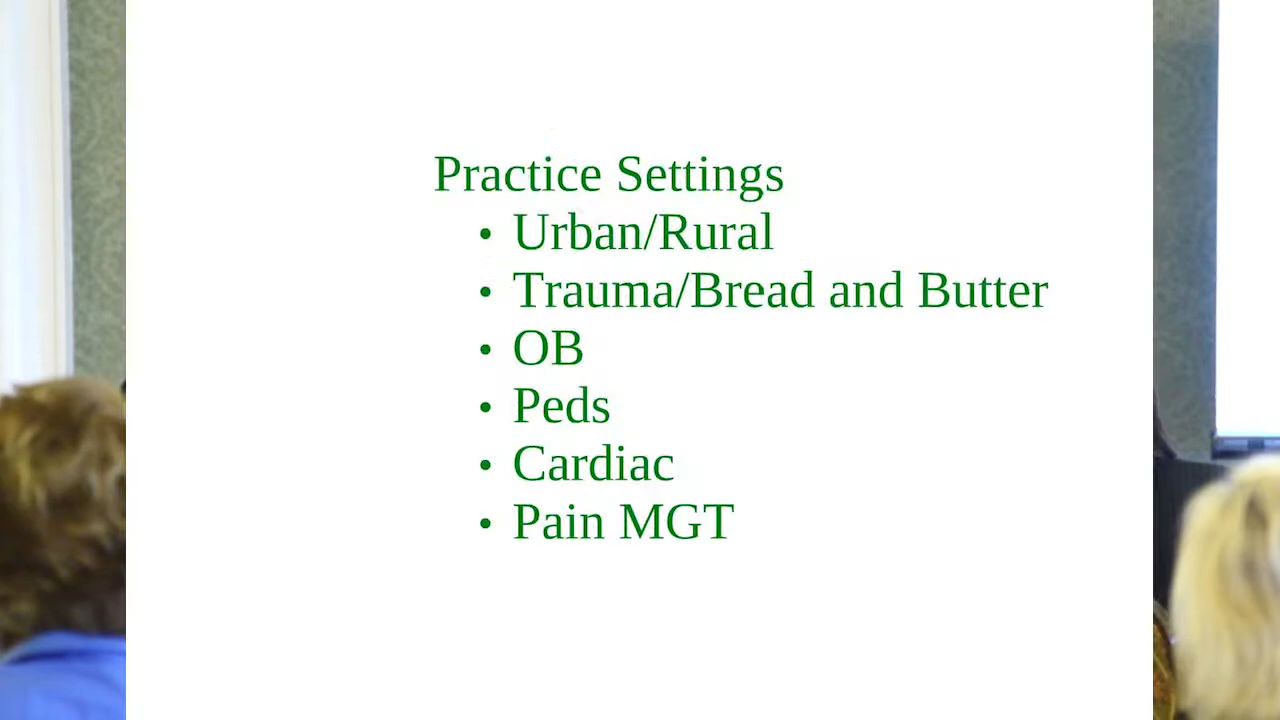 Practice Settings
• Urban/Rural
• Trauma/Bread and Butter
• OB
• Peds
• Cardiac
• Pain MGT